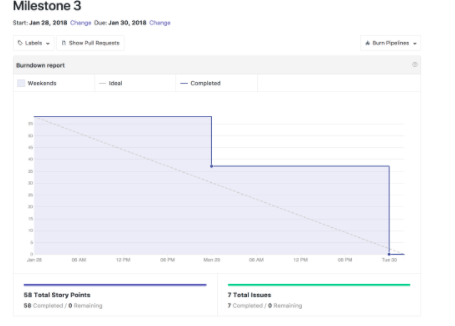 Milestone 3
Start: Jan 28, 2018 Change Due: Jan 30, 2018 Change
Labels Show Pull Requests Burn Pipelines
Burndown report
Weekends Ideal Completed
55
50
45
40
35
30
25
20
15
10
5
0
Jan 28 06 AM 12 PM 06 PM Mon 29 06 AM 12 PM 06 PM Tue 30
58 Total Story Points 7 Total Issues
58 Completed / 0 Remaining 7 Completed / 0 Remaining